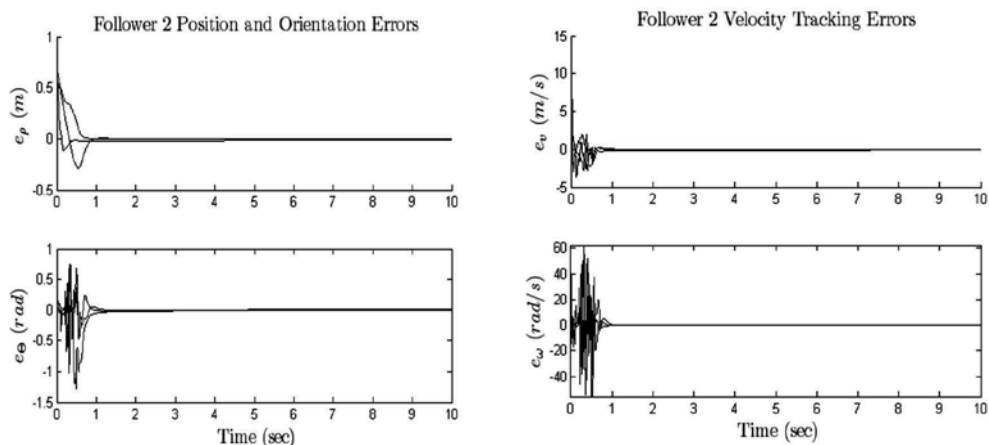 Follower 2 Position and Orientation Errors
1
0.5
0
-0.5
e_ρ (m)
0 1 2 3 4 5 6 7 8 9 10
1
0.5
0
-0.5
-1
-1.5
e_Θ (rad)
0 1 2 3 4 5 6 7 8 9 10
Time (sec)
Follower 2 Velocity Tracking Errors
15
10
5
0
-5
e_v (m/s)
0 1 2 3 4 5 6 7 8 9 10
60
40
20
0
-20
-40
e_ω (rad/s)
0 1 2 3 4 5 6 7 8 9 10
Time (sec)